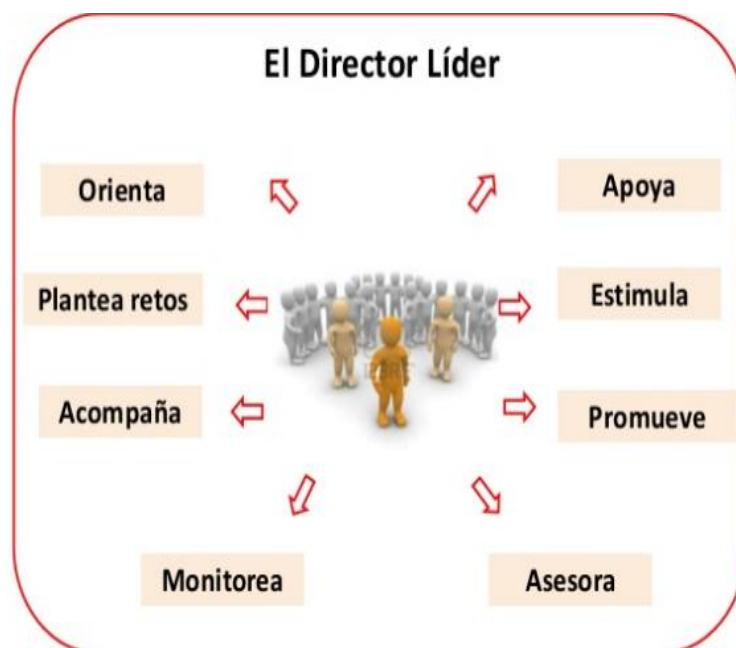 El Director Líder
Orienta
Apoya
Plantea retos
Estimula
Acompaña
Promueve
Monitorea
Asesora